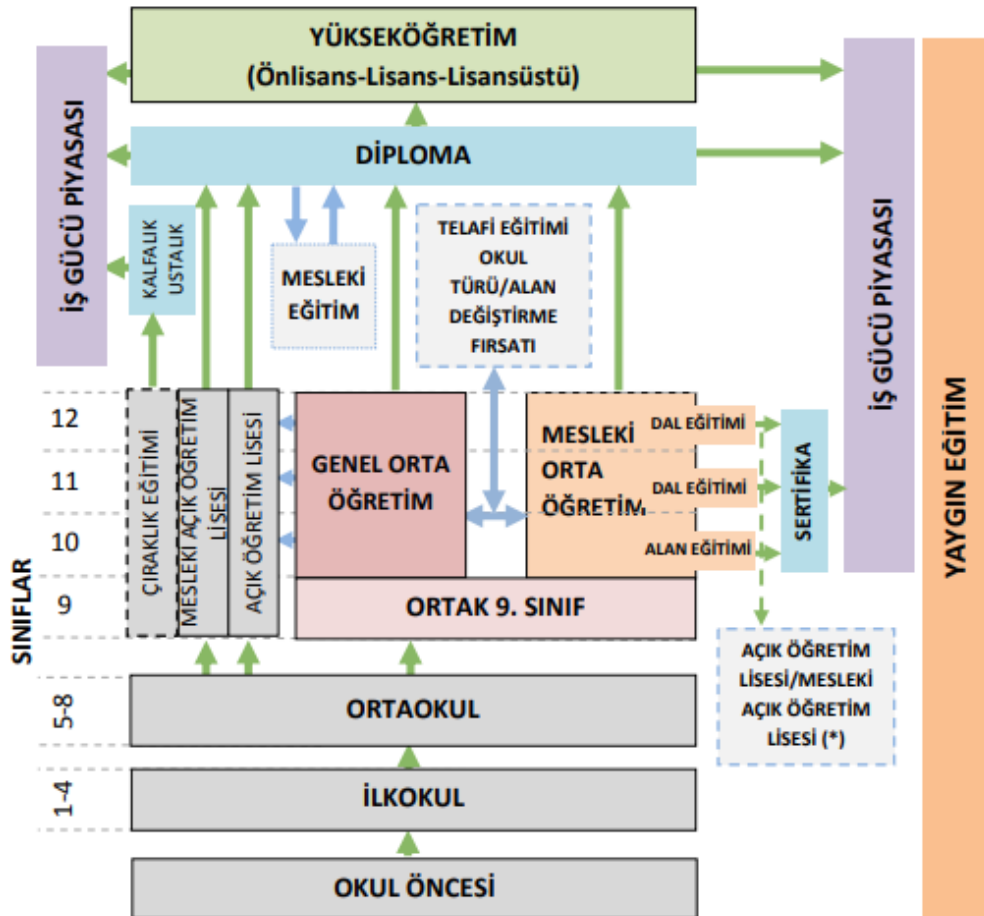 YÜKSEKÖĞRETİM
(Önlisans-Lisans-Lisansüstü)
İŞ GÜCÜ PİYASASI
DİPLOMA
İŞ GÜCÜ PİYASASI
YAYGIN EĞİTİM
KALFALIK
USTALIK
MESLEKİ
EĞİTİM
TELAFİ EĞİTİMİ
OKUL
TÜRÜ/ALAN
DEĞİŞTİRME
FIRSATI
SINIFLAR
12
11
10
9
5-8
1-4
ÇIRAKLIK EĞİTİMİ
MESLEKİ AÇIK ÖĞRETİM
LİSESİ
AÇIK ÖĞRETİM LİSESİ
GENEL ORTA
ÖĞRETİM
MESLEKİ
ORTA
ÖĞRETİM
DAL EĞİTİMİ
DAL EĞİTİMİ
ALAN EĞİTİMİ
SERTİFİKA
ORTAK 9. SINIF
AÇIK ÖĞRETİM
LİSESİ/MESLEKİ
AÇIK ÖĞRETİM
LİSESİ (*)
ORTAOKUL
İLKOKUL
OKUL ÖNCESİ